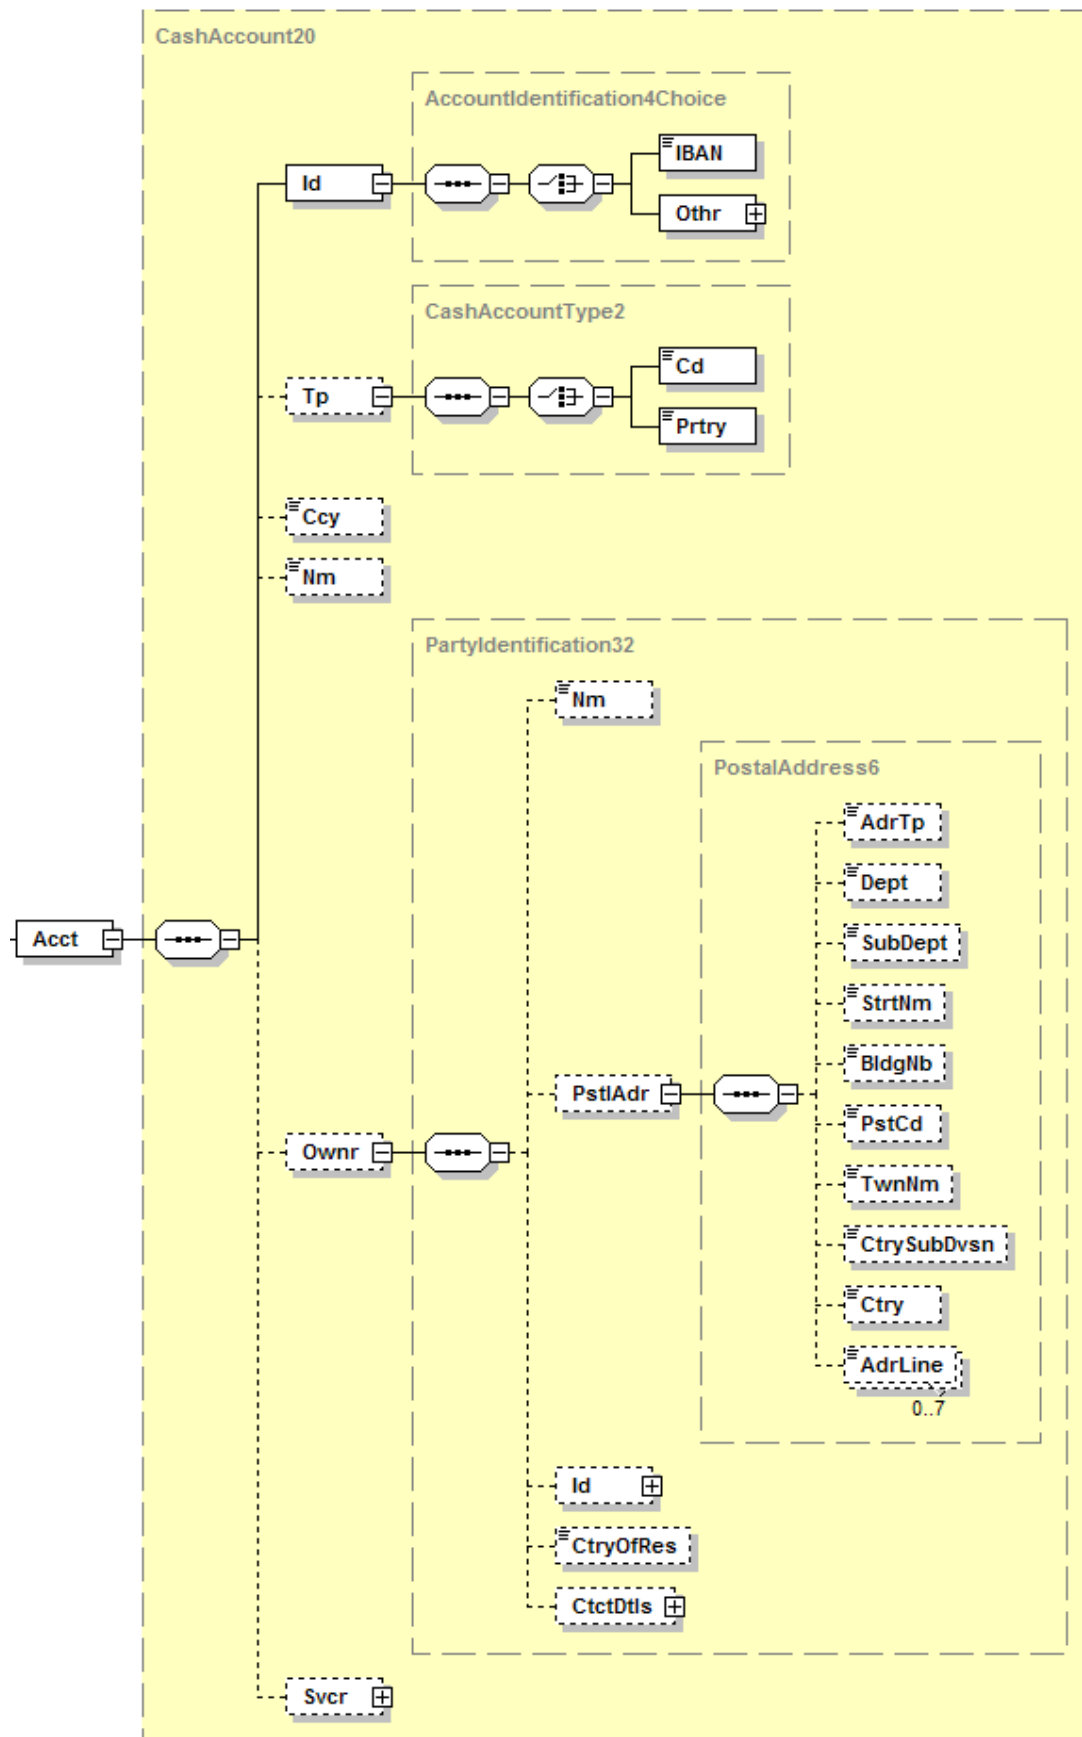 CashAccount20
AccountIdentification4Choice
IBAN
Id
Othr
CashAccountType2
Cd
Tp
Prtry
Ccy
Nm
PartyIdentification32
Nm
PostalAddress6
AdrTp
Dept
SubDept
Acct
StrtNm
BldgNb
PstlAdr
PstCd
Ownr
TwnNm
CtrySubDvsn
Ctry
AdrLine
0..7
Id
CtryOfRes
CtctDtls
Svcr